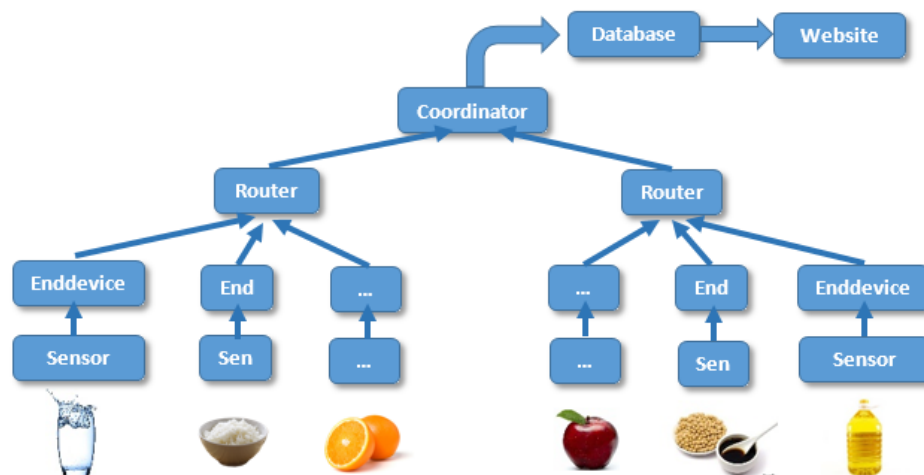 Database
Website
Coordinator
Router
Router
Enddevice
End
...
...
End
Enddevice
Sensor
Sen
...
...
Sen
Sensor